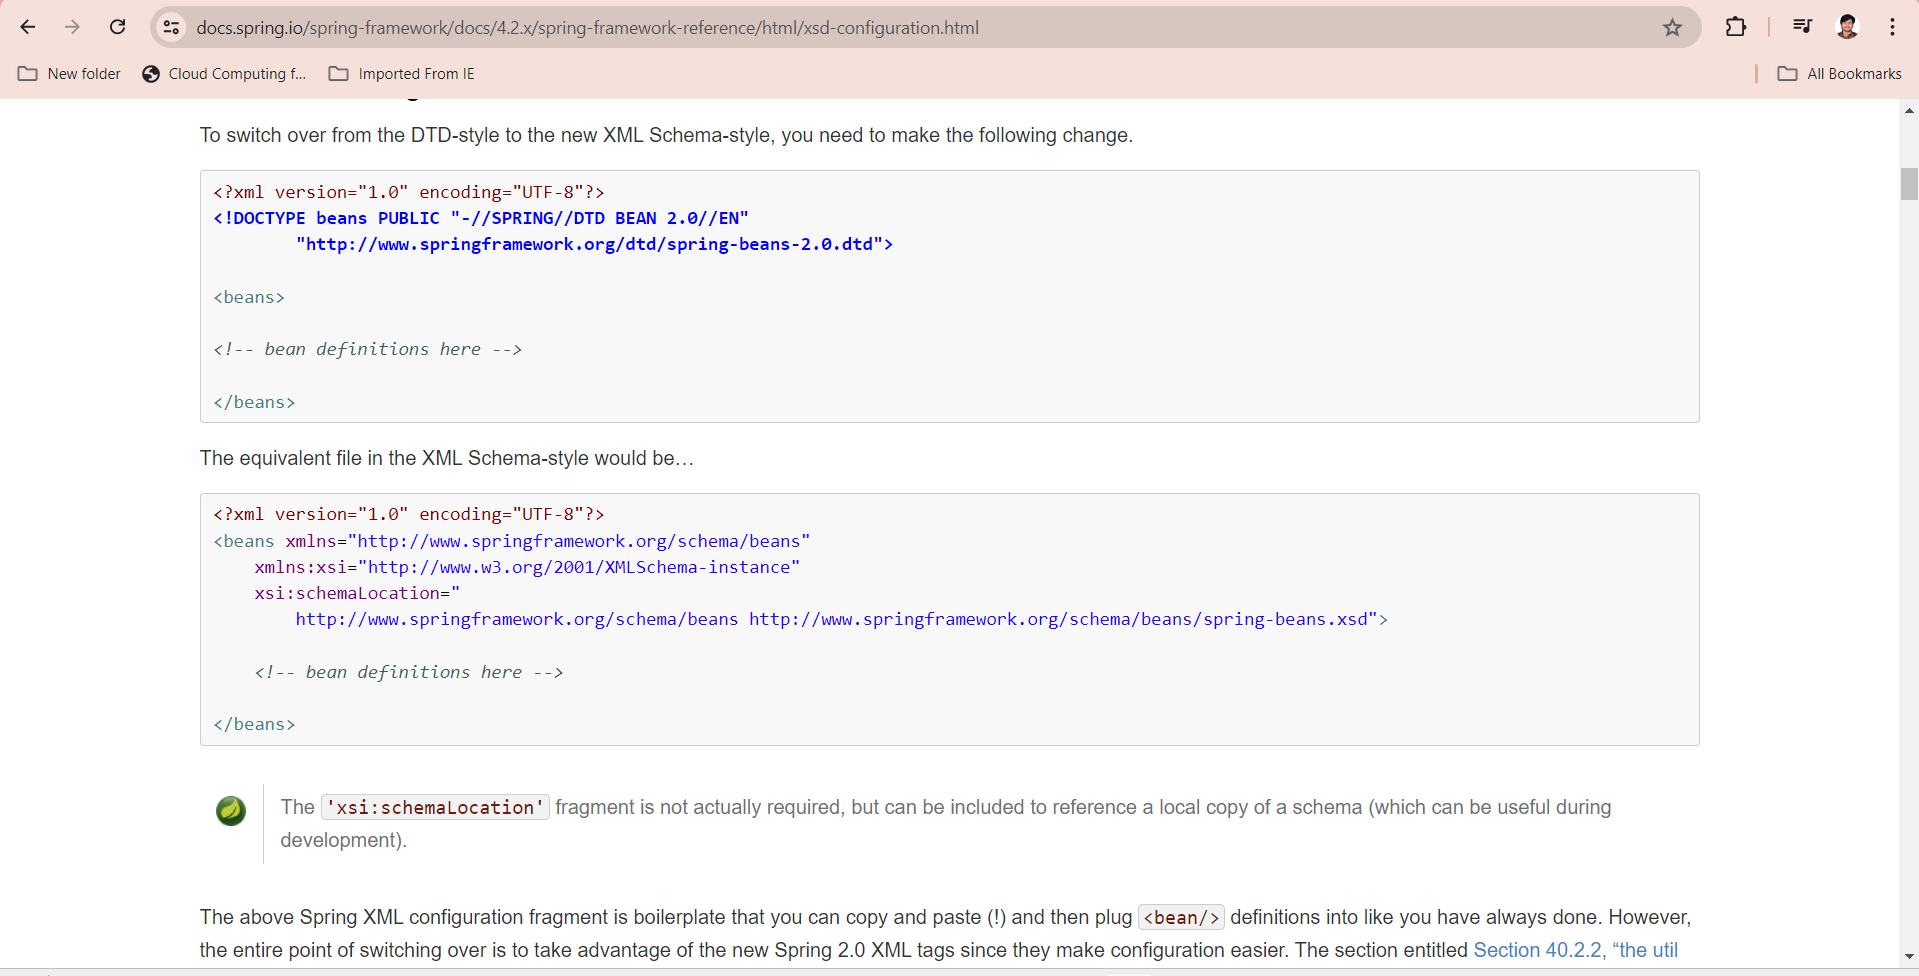 docs.spring.io/spring-framework/docs/4.2.x/spring-framework-reference/html/xsd-configuration.html
New folder Cloud Computing f... Imported From IE All Bookmarks
To switch over from the DTD-style to the new XML Schema-style, you need to make the following change.
<?xml version="1.0" encoding="UTF-8"?>
<!DOCTYPE beans PUBLIC "-//SPRING//DTD BEAN 2.0//EN"
"http://www.springframework.org/dtd/spring-beans-2.0.dtd">
<beans>
<!-- bean definitions here -->
</beans>
The equivalent file in the XML Schema-style would be…
<?xml version="1.0" encoding="UTF-8"?>
<beans xmlns="http://www.springframework.org/schema/beans"
xmlns:xsi="http://www.w3.org/2001/XMLSchema-instance"
xsi:schemaLocation="
http://www.springframework.org/schema/beans http://www.springframework.org/schema/beans/spring-beans.xsd">
<!-- bean definitions here -->
</beans>
The 'xsi:schemaLocation' fragment is not actually required, but can be included to reference a local copy of a schema (which can be useful during
development).
The above Spring XML configuration fragment is boilerplate that you can copy and paste (!) and then plug <bean/> definitions into like you have always done. However,
the entire point of switching over is to take advantage of the new Spring 2.0 XML tags since they make configuration easier. The section entitled Section 40.2.2, “the util